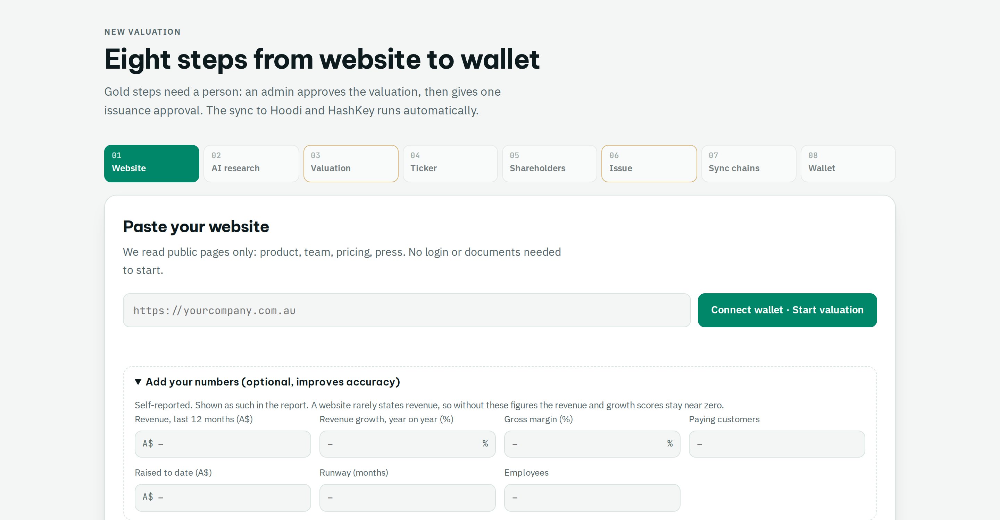 NEW VALUATION
Eight steps from website to wallet
Gold steps need a person: an admin approves the valuation, then gives one
issuance approval. The sync to Hoodi and HashKey runs automatically.
01
Website
02
AI research
03
Valuation
04
Ticker
05
Shareholders
06
Issue
07
Sync chains
08
Wallet
Paste your website
We read public pages only: product, team, pricing, press. No login or documents needed
to start.
https://yourcompany.com.au
Connect wallet · Start valuation
▼ Add your numbers (optional, improves accuracy)
Self-reported. Shown as such in the report. A website rarely states revenue, so without these figures the revenue and growth scores stay near zero.
Revenue, last 12 months (A$)
A$ –
Revenue growth, year on year (%)
– %
Gross margin (%)
– %
Paying customers
–
Raised to date (A$)
A$ –
Runway (months)
–
Employees
–